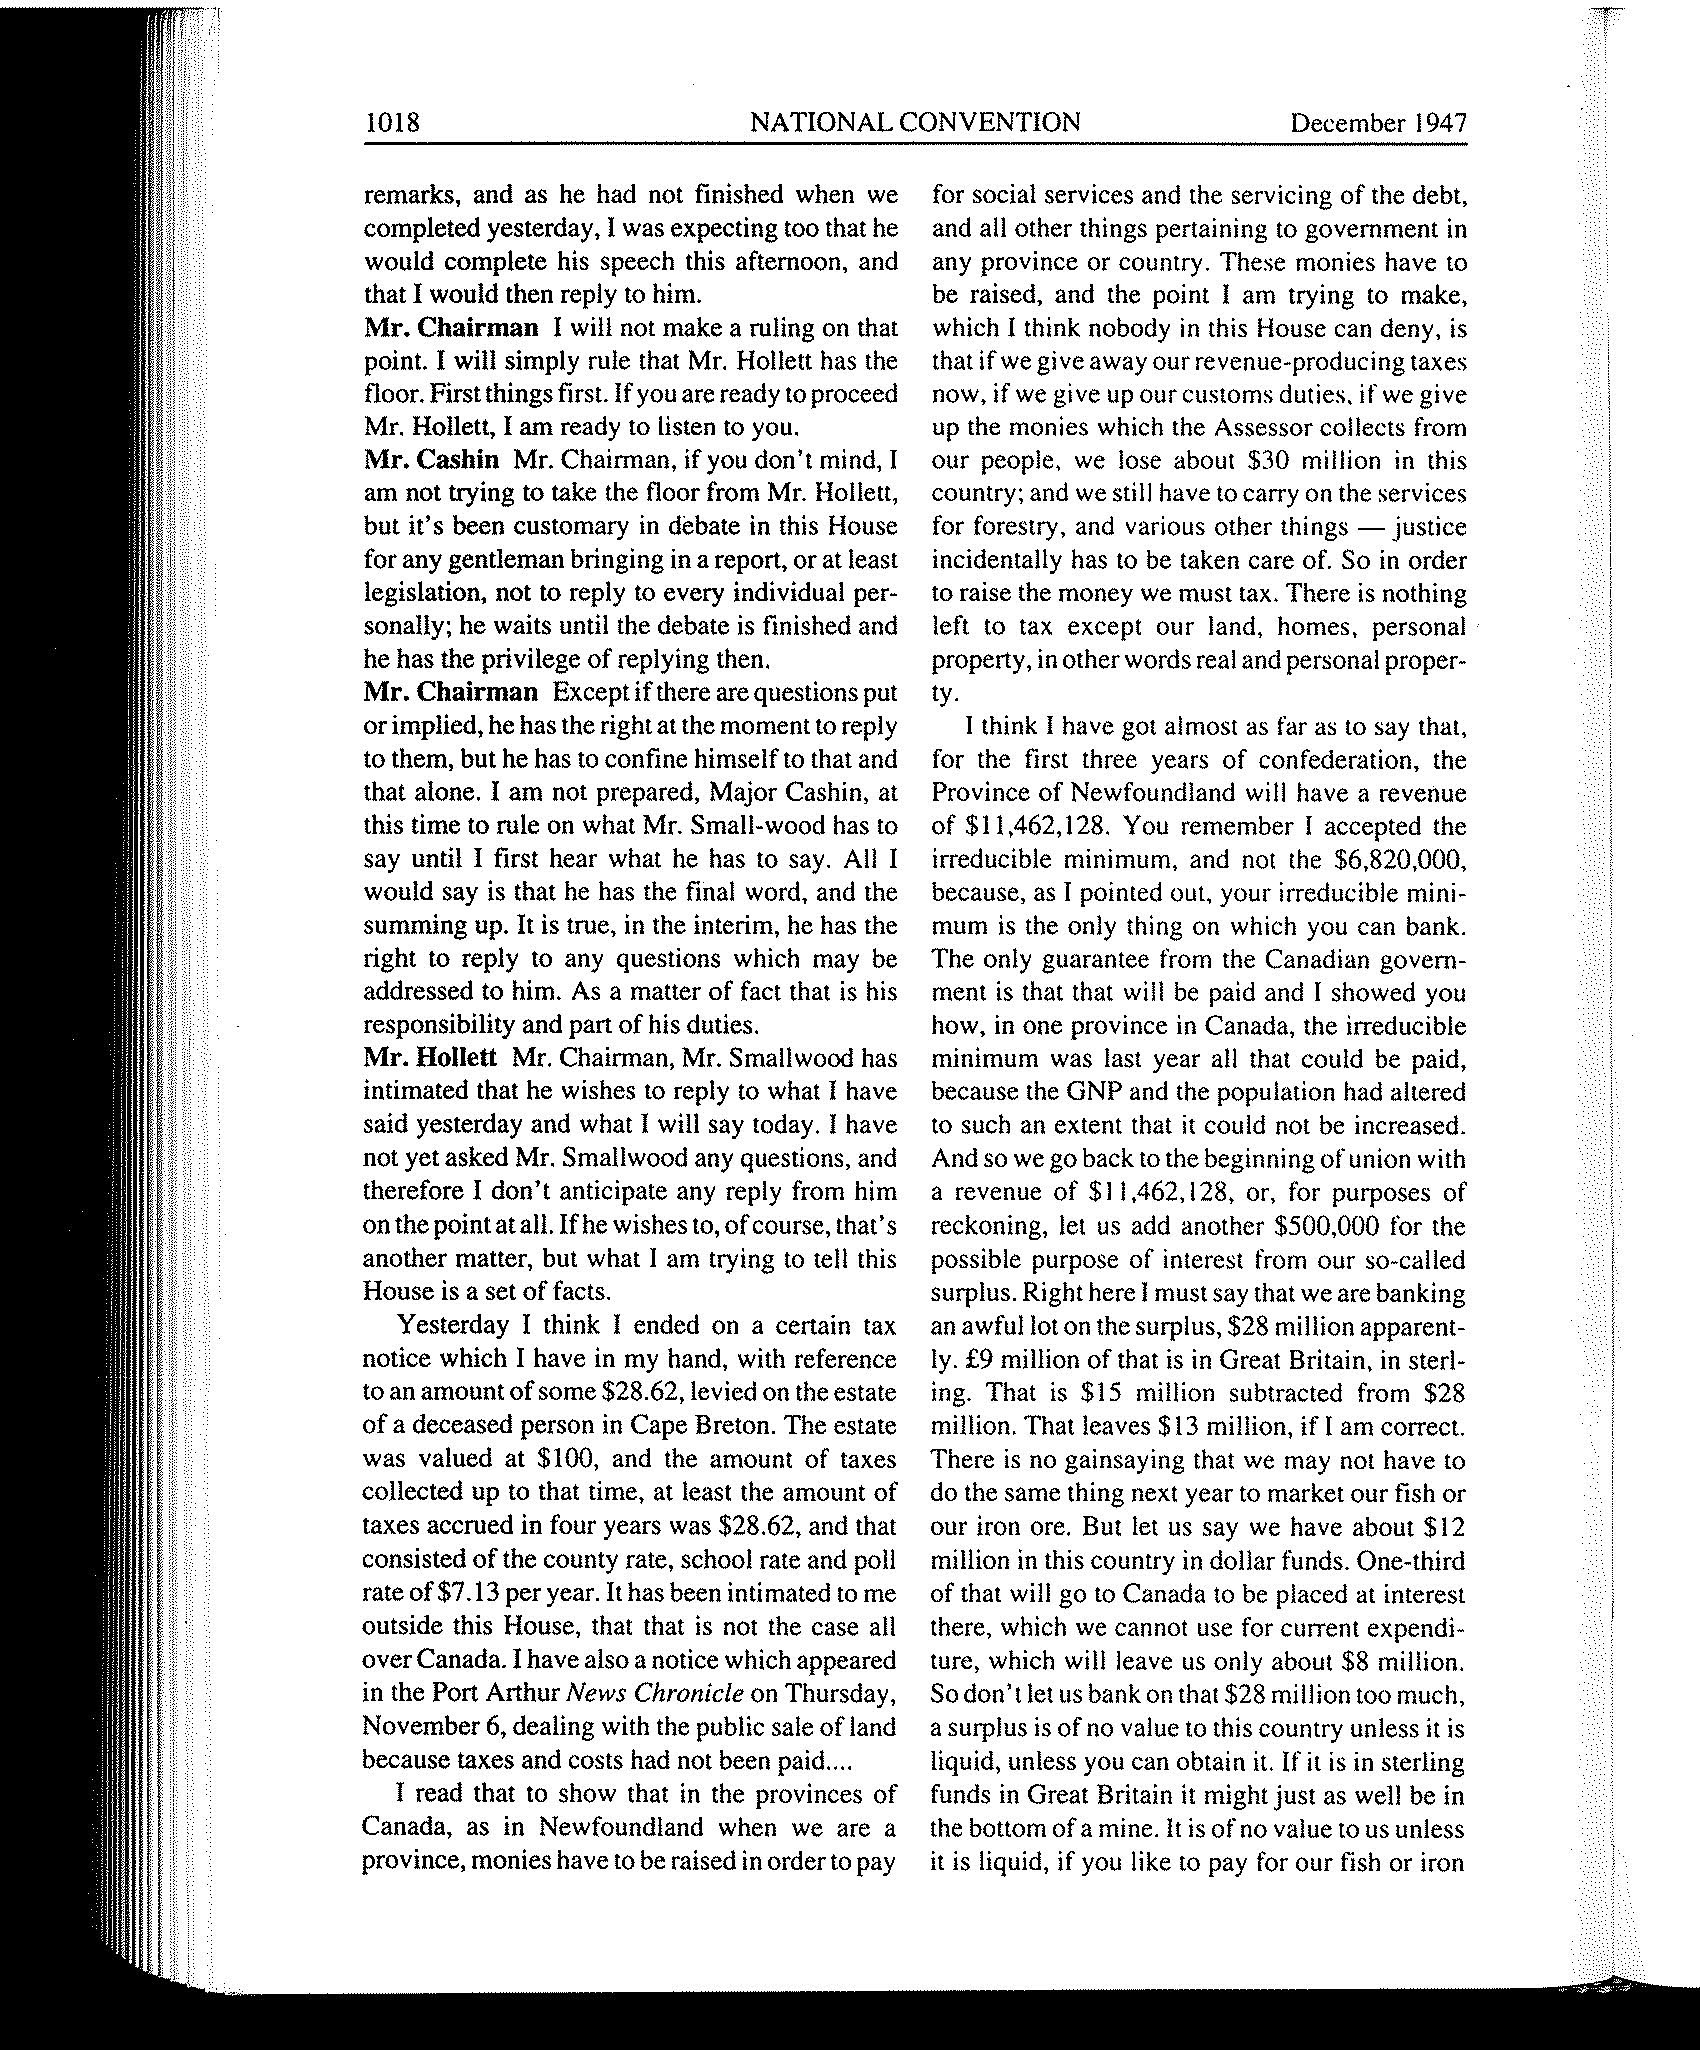 1018 NATIONAL CONVENTION December 1947
remarks, and as he had not finished when we
completed yesterday, I was expecting too that he
would complete his speech this afternoon, and
that I would then reply to him.
Mr. Chairman I will not make a ruling on that
point. I will simply rule that Mr. Hollett has the
floor. First things first. If you are ready to proceed
Mr. Hollett, I am ready to listen to you.
Mr. Cashin Mr. Chairman, if you don't mind, I
am not trying to take the floor from Mr. Hollett,
but it's been customary in debate in this House
for any gentleman bringing in a report, or at least
legislation, not to reply to every individual per-
sonally; he waits until the debate is finished and
he has the privilege of replying then.
Mr. Chairman Except if there are questions put
or implied, he has the right at the moment to reply
to them, but he has to confine himself to that and
that alone. I am not prepared, Major Cashin, at
this time to rule on what Mr. Small-wood has to
say until I first hear what he has to say. All I
would say is that he has the final word, and the
summing up. It is true, in the interim, he has the
right to reply to any questions which may be
addressed to him. As a matter of fact that is his
responsibility and part of his duties.
Mr. Hollett Mr. Chairman, Mr. Smallwood has
intimated that he wishes to reply to what I have
said yesterday and what I will say today. I have
not yet asked Mr. Smallwood any questions, and
therefore I don't anticipate any reply from him
on the point at all. If he wishes to, of course, that's
another matter, but what I am trying to tell this
House is a set of facts.
Yesterday I think I ended on a certain tax
notice which I have in my hand, with reference
to an amount of some $28.62, levied on the estate
of a deceased person in Cape Breton. The estate
was valued at $100, and the amount of taxes
collected up to that time, at least the amount of
taxes accrued in four years was $28.62, and that
consisted of the county rate, school rate and poll
rate of $7.13 per year. It has been intimated to me
outside this House, that that is not the case all
over Canada. I have also a notice which appeared
in the Port Arthur News Chronicle on Thursday,
November 6, dealing with the public sale of land
because taxes and costs had not been paid....
I read that to show that in the provinces of
Canada, as in Newfoundland when we are a
province, monies have to be raised in order to pay
for social services and the servicing of the debt,
and all other things pertaining to government in
any province or country. These monies have to
be raised, and the point I am trying to make,
which I think nobody in this House can deny, is
that if we give away our revenue-producing taxes
now, if we give up our customs duties, if we give
up the monies which the Assessor collects from
our people, we lose about $30 million in this
country; and we still have to carry on the services
for forestry, and various other things — justice
incidentally has to be taken care of. So in order
to raise the money we must tax. There is nothing
left to tax except our land, homes, personal
property, in other words real and personal proper-
ty.
I think I have got almost as far as to say that,
for the first three years of confederation, the
Province of Newfoundland will have a revenue
of $11,462,128. You remember I accepted the
irreducible minimum, and not the $6,820,000,
because, as I pointed out, your irreducible mini-
mum is the only thing on which you can bank.
The only guarantee from the Canadian govern-
ment is that that will be paid and I showed you
how, in one province in Canada, the irreducible
minimum was last year all that could be paid,
because the GNP and the population had altered
to such an extent that it could not be increased.
And so we go back to the beginning of union with
a revenue of $11,462,128, or, for purposes of
reckoning, let us add another $500,000 for the
possible purpose of interest from our so-called
surplus. Right here I must say that we are banking
an awful lot on the surplus, $28 million apparent-
ly. £9 million of that is in Great Britain, in sterl-
ing. That is $15 million subtracted from $28
million. That leaves $13 million, if I am correct.
There is no gainsaying that we may not have to
do the same thing next year to market our fish or
our iron ore. But let us say we have about $12
million in this country in dollar funds. One-third
of that will go to Canada to be placed at interest
there, which we cannot use for current expendi-
ture, which will leave us only about $8 million.
So don't let us bank on that $28 million too much,
a surplus is of no value to this country unless it is
liquid, unless you can obtain it. If it is in sterling
funds in Great Britain it might just as well be in
the bottom of a mine. It is of no value to us unless
it is liquid, if you like to pay for our fish or iron